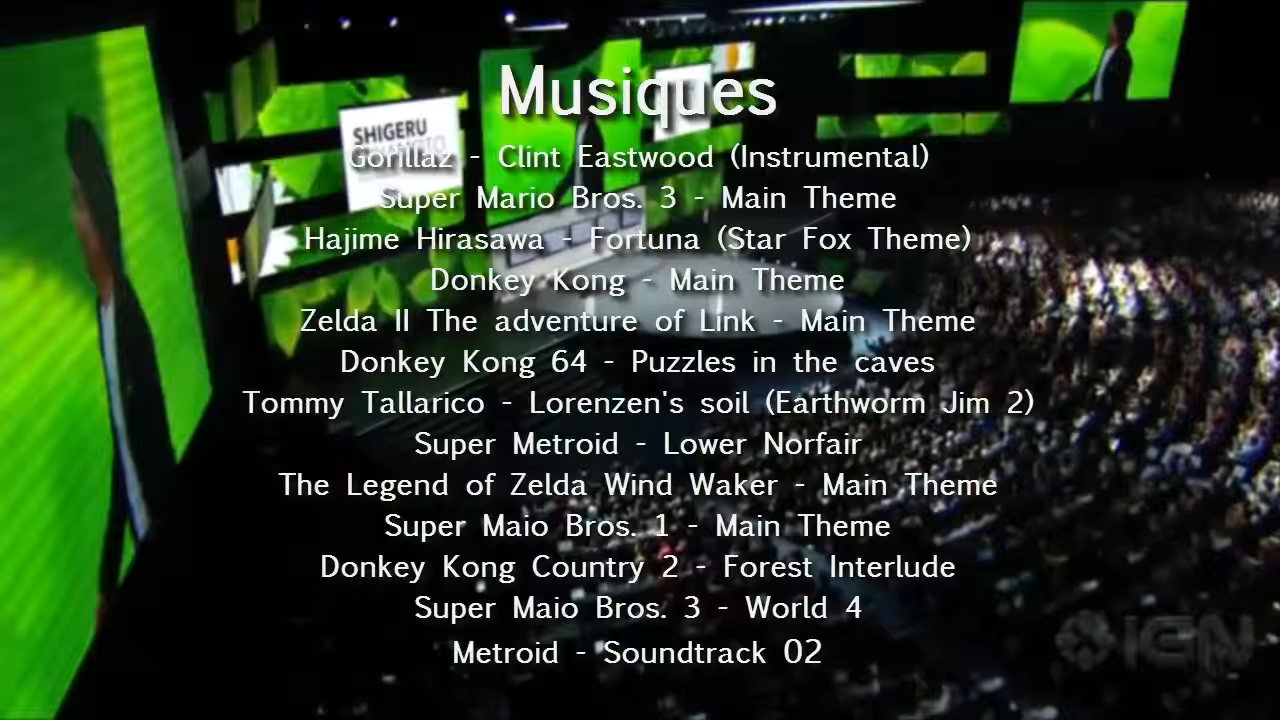 Musiques
SHIGERU
Gorillaz - Clint Eastwood (Instrumental)
Super Mario Bros. 3 - Main Theme
Hajime Hirasawa - Fortuna (Star Fox Theme)
Donkey Kong - Main Theme
Zelda II The adventure of Link - Main Theme
Donkey Kong 64 - Puzzles in the caves
Tommy Tallarico - Lorenzen's soil (Earthworm Jim 2)
Super Metroid - Lower Norfair
The Legend of Zelda Wind Waker - Main Theme
Super Maio Bros. 1 - Main Theme
Donkey Kong Country 2 - Forest Interlude
Super Maio Bros. 3 - World 4
Metroid - Soundtrack 02
IGN